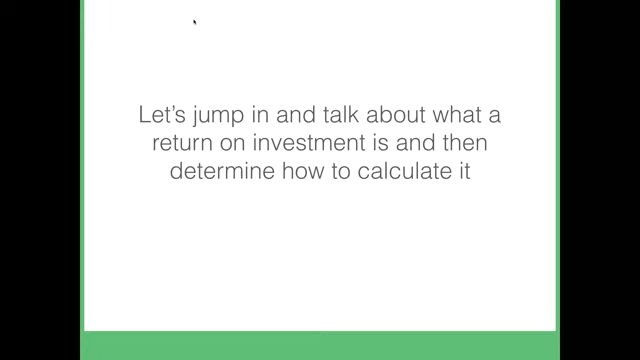 Let's jump in and talk about what a
return on investment is and then
determine how to calculate it